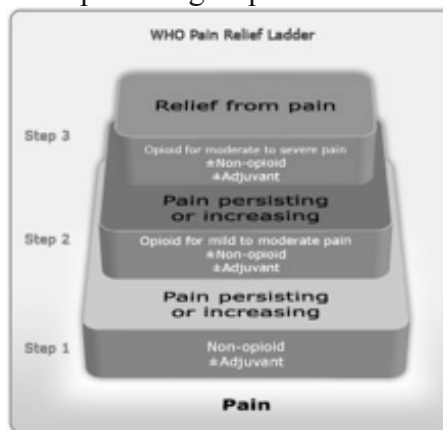 WHO Pain Relief Ladder
Relief from pain
Step 3
Opioid for moderate to severe pain
±Non-opioid
±Adjuvant
Pain persisting
or increasing
Step 2
Opioid for mild to moderate pain
±Non-opioid
±Adjuvant
Pain persisting
or increasing
Step 1
Non-opioid
±Adjuvant
Pain